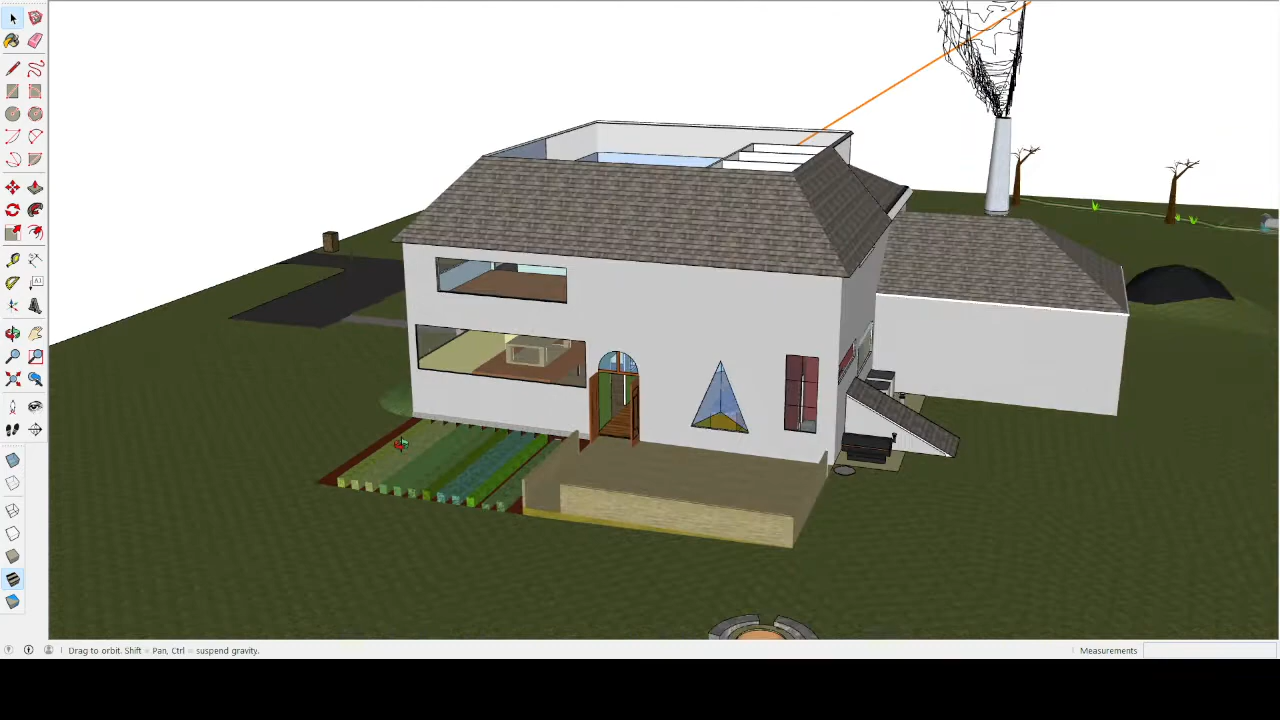 Drag to orbit. Shift = Pan, Ctrl = suspend gravity.
Measurements